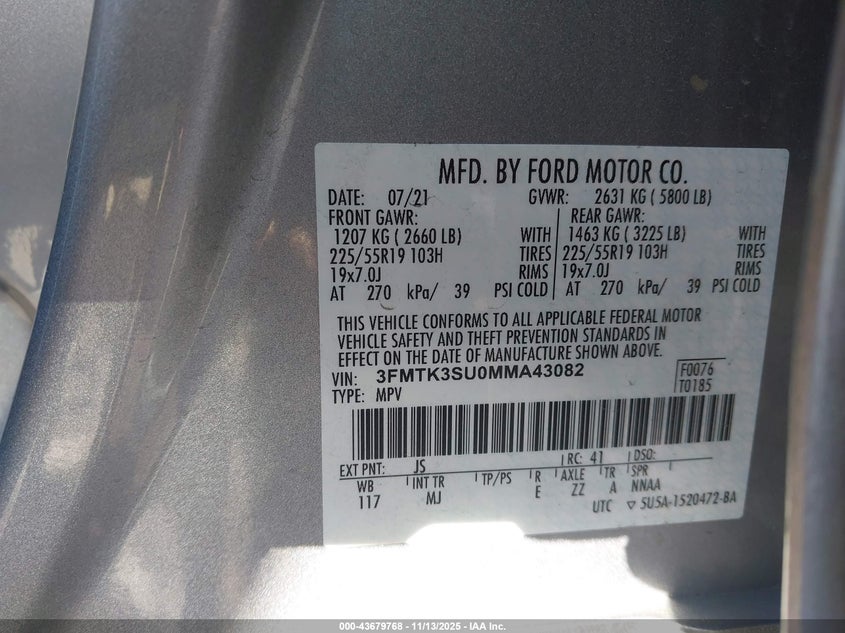 MFD. BY FORD MOTOR CO.
DATE: 07/21 GVWR: 2631 KG ( 5800 LB)
FRONT GAWR: REAR GAWR:
1207 KG ( 2660 LB) WITH 1463 KG ( 3225 LB) WITH
225/55R19 103H TIRES 225/55R19 103H TIRES
19x7.0J RIMS 19x7.0J RIMS
AT 270 kPa/ 39 PSI COLD AT 270 kPa/ 39 PSI COLD
THIS VEHICLE CONFORMS TO ALL APPLICABLE FEDERAL MOTOR
VEHICLE SAFETY AND THEFT PREVENTION STANDARDS IN
EFFECT ON THE DATE OF MANUFACTURE SHOWN ABOVE.
VIN: 3FMTK3SU0MMA43082 F0076
TYPE: MPV T0185
EXT PNT: JS RC: 41 DSO:
WB INT TR TP/PS R AXLE TR SPR
117 MJ E ZZ A NNAA
UTC ▽ 5U5A-1520472-BA
000-43679768 - 11/13/2025 - IAA Inc.